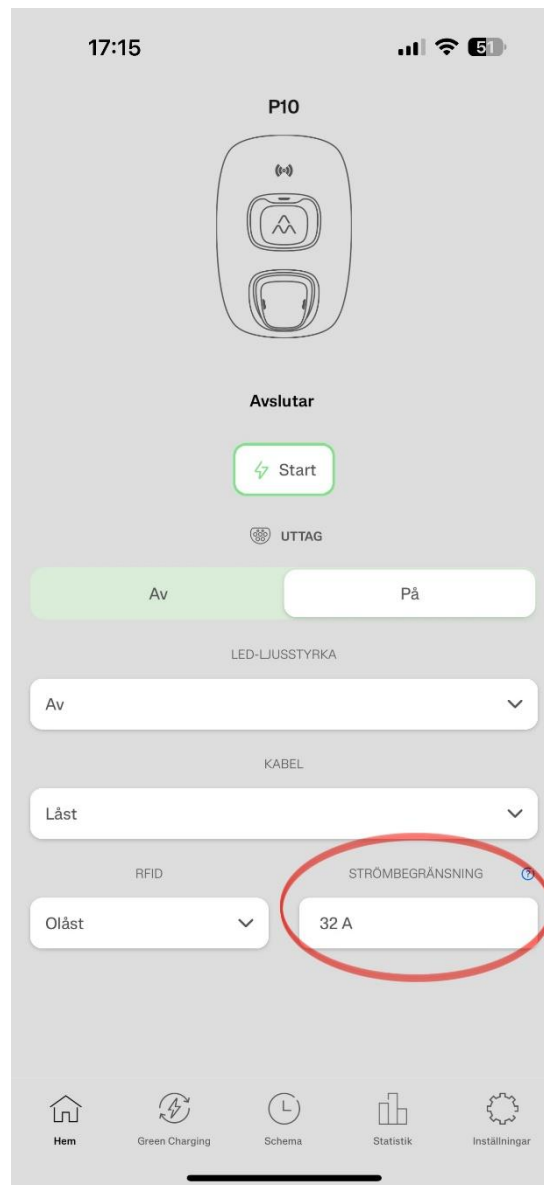 17:15
51
P10
Avslutar
Start
UTTAG
Av
På
LED-LJUSSTYRKA
Av
KABEL
Låst
RFID
STRÖMBEGRÄNSNING ?
Olåst
32 A
Hem
Green Charging
Schema
Statistik
Inställningar